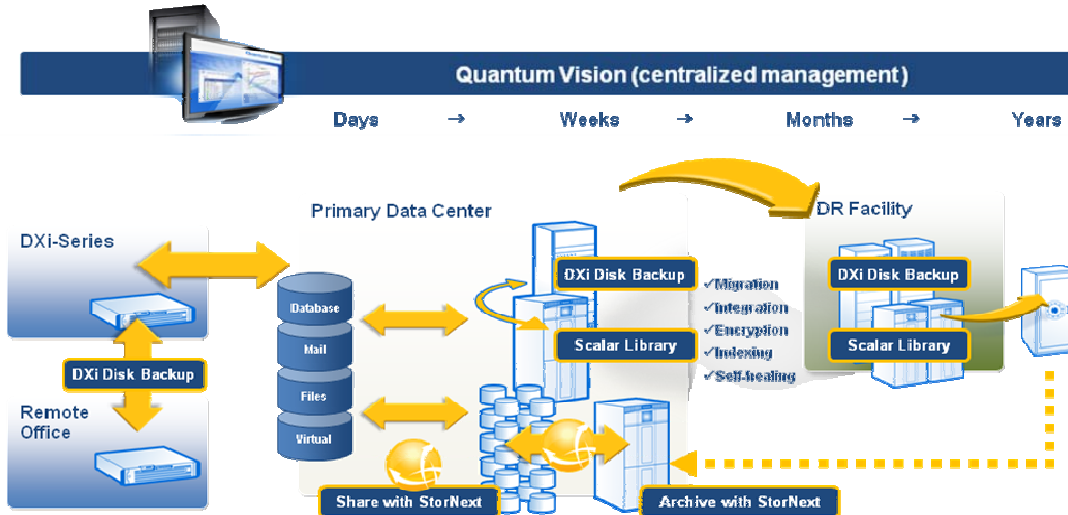 Quantum Vision (centralized management)
Days → Weeks → Months → Years
Primary Data Center
DR Facility
DXi-Series
DXi Disk Backup
DXi Disk Backup
✓Migration
Database
✓Integration
✓Encryption
Mail
Scalar Library
Scalar Library
✓Indexing
DXi Disk Backup
✓Self-healing
Files
Remote
Office
Virtual
Share with StorNext
Archive with StorNext